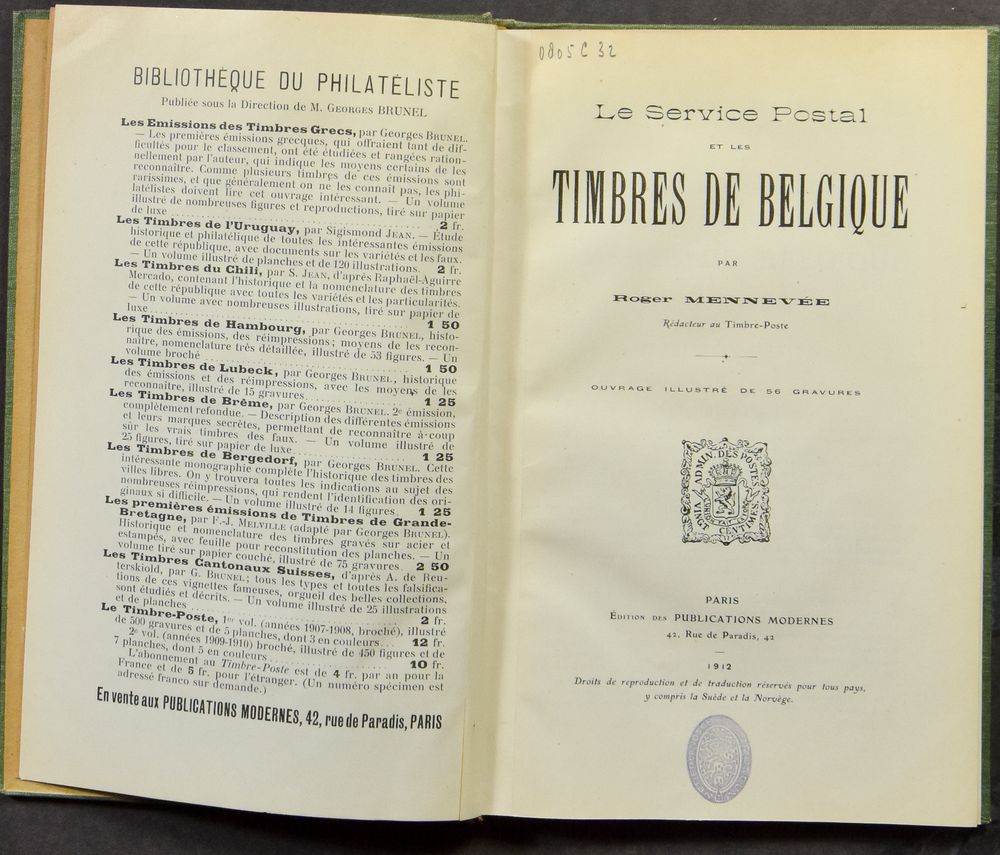 BIBLIOTHÈQUE DU PHILATÉLISTE
Publiée sous la Direction de M. GEORGES BRUNEL
Les Emissions des Timbres Grecs, par Georges BRUNEL.
— Les premières émissions grecques, qui offraient tant de dif-
ficultés pour le classement, ont été étudiées et rangées ration-
nellement par l'auteur, qui indique les moyens certains de les
reconnaître. Comme plusieurs timbres de ces émissions sont
rarissimes, et que généralement on ne les connait pas, les phi-
latélistes doivent lire cet ouvrage intéressant. — Un volume
illustré de nombreuses figures et reproductions, tiré sur papier
de luxe 2 fr.
Les Timbres de l'Uruguay, par Sigismond JEAN. — Étude
historique et philatélique de toutes les intéressantes émissions
de cette république, avec documents sur les variétés et les faux.
— Un volume illustré de planches et de 120 illustrations. 2 fr.
Les Timbres du Chili, par S. JEAN, d'après Raphaël-Aguirre
Mercado, contenant l'historique et la nomenclature des timbres
de cette république avec toutes les variétés et les particularités.
— Un volume avec nombreuses illustrations, tiré sur papier de
luxe 1 50
Les Timbres de Hambourg, par Georges BRUNEL, histo-
rique des émissions, des réimpressions; moyens de les recon-
naître, nomenclature très détaillée, illustré de 53 figures. — Un
volume broché 1 50
Les Timbres de Lubeck, par Georges BRUNEL, historique
des émissions et des réimpressions, avec les moyens de les
reconnaître, illustré de 15 gravures 1 25
Les Timbres de Brême, par Georges BRUNEL. 2e émission,
complètement refondue. — Description des différentes émissions
et leurs marques secrètes, permettant de reconnaître à coup
sûr les vrais timbres des faux. — Un volume illustré de
25 figures, tiré sur papier de luxe 1 25
Les Timbres de Bergedorf, par Georges BRUNEL. Cette
intéressante monographie complète l'historique des timbres des
villes libres. On y trouvera toutes les indications au sujet des
nombreuses réimpressions, qui rendent l'identification des ori-
ginaux si difficile. — Un volume illustré de 14 figures. 1 25
Les premières émissions de Timbres de Grande-
Bretagne, par F.-J. MELVILLE (adapté par Georges BRUNEL).
Historique et nomenclature des timbres gravés sur acier et
estampés, avec feuille pour reconstitution des planches. — Un
volume tiré sur papier couché, illustré de 75 gravures. 2 50
Les Timbres Cantonaux Suisses, d'après A. de Reu-
terskiold, par G. BRUNEL; tous les types et toutes les falsifica-
tions de ces vignettes fameuses, orgueil des belles collections,
sont étudiés et décrits. — Un volume illustré de 25 illustrations
et de planches 2 fr.
Le Timbre-Poste, 1er vol. (années 1907-1908, broché), illustré
de 500 gravures et de 5 planches, dont 3 en couleurs... 12 fr.
2e vol. (années 1909-1910) broché, illustré de 450 figures et de
7 planches, dont 5 en couleurs 10 fr.
L'abonnement au Timbre-Poste est de 4 fr. par an pour la
France et de 5 fr. pour l'étranger. (Un numéro spécimen est
adressé franco sur demande.)
En vente aux PUBLICATIONS MODERNES, 42, rue de Paradis, PARIS
0805 C 32
Le Service Postal
ET LES
TIMBRES DE BELGIQUE
PAR
Roger MENNEVÉE
Rédacteur au Timbre-Poste
OUVRAGE ILLUSTRÉ DE 56 GRAVURES
ADMIN. DES POSTES
VINGT CENTIMES
PARIS
ÉDITION DES PUBLICATIONS MODERNES
42, Rue de Paradis, 42
1912
Droits de reproduction et de traduction réservés pour tous pays,
y compris la Suède et la Norvège.